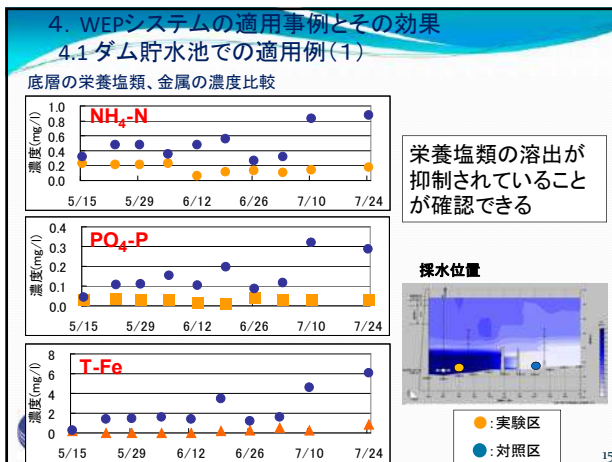 4. WEPシステムの適用事例とその効果
4.1 ダム貯水池での適用例(1)
底層の栄養塩類、金属の濃度比較
NH₄-N
濃度(mg/l)
1.0
0.8
0.6
0.4
0.2
0.0
5/15 5/29 6/12 6/26 7/10 7/24
PO₄-P
濃度(mg/l)
0.4
0.3
0.2
0.1
0.0
5/15 5/29 6/12 6/26 7/10 7/24
T-Fe
濃度(mg/l)
8
6
4
2
0
5/15 5/29 6/12 6/26 7/10 7/24
栄養塩類の溶出が
抑制されていること
が確認できる
採水位置
:実験区
:対照区
15